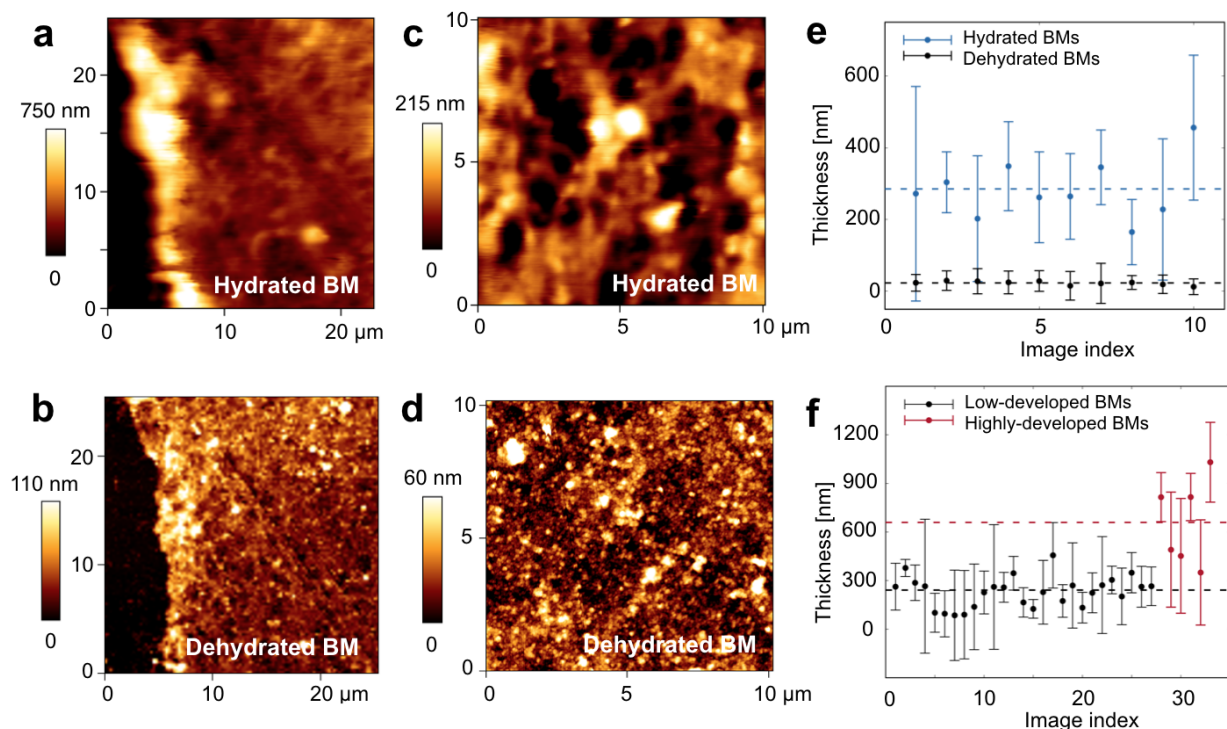 a
750 nm
0
20
10
0
0
10
20 µm
Hydrated BM
c
215 nm
0
10
5
0
0
5
10 µm
Hydrated BM
e
Hydrated BMs
Dehydrated BMs
Thickness [nm]
600
400
200
0
0
5
10
Image index
b
110 nm
0
20
10
0
0
10
20 µm
Dehydrated BM
d
60 nm
0
10
5
0
0
5
10 µm
Dehydrated BM
f
Low-developed BMs
Highly-developed BMs
Thickness [nm]
1200
900
600
300
0
0
10
20
30
Image index